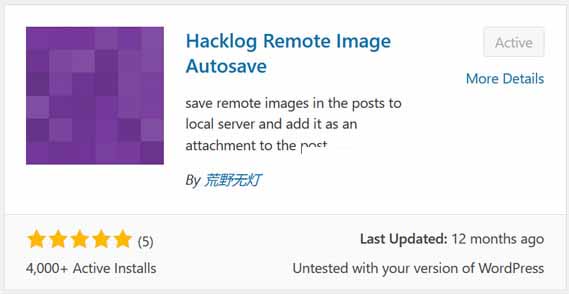 Hacklog Remote Image
Autosave
Active
More Details
save remote images in the posts to
local server and add it as an
attachment to the post
By 荒野无灯
★★★★★ (5)
Last Updated: 12 months ago
4,000+ Active Installs
Untested with your version of WordPress